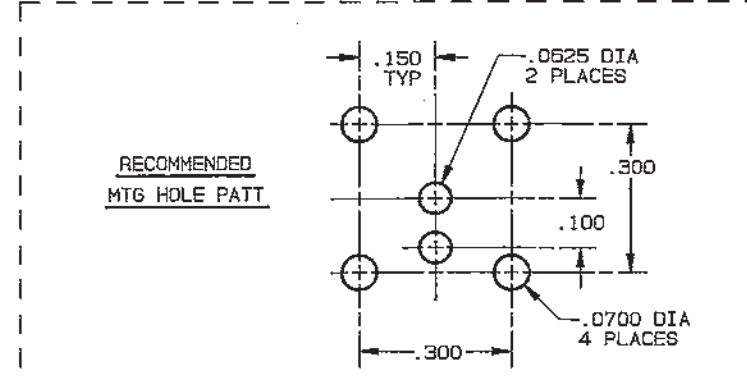 .150
TYP
.0625 DIA
2 PLACES
RECOMMENDED
MTG HOLE PATT
.300
.100
.0700 DIA
4 PLACES
.300